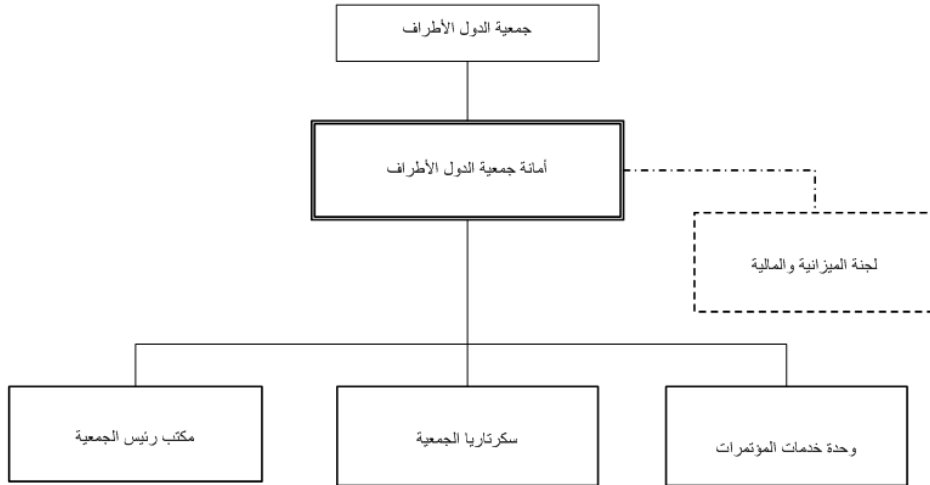 جمعية الدول الأطراف
أمانة جمعية الدول الأطراف
لجنة الميزانية والمالية
وحدة خدمات المؤتمرات
سكرتاريا الجمعية
مكتب رئيس الجمعية